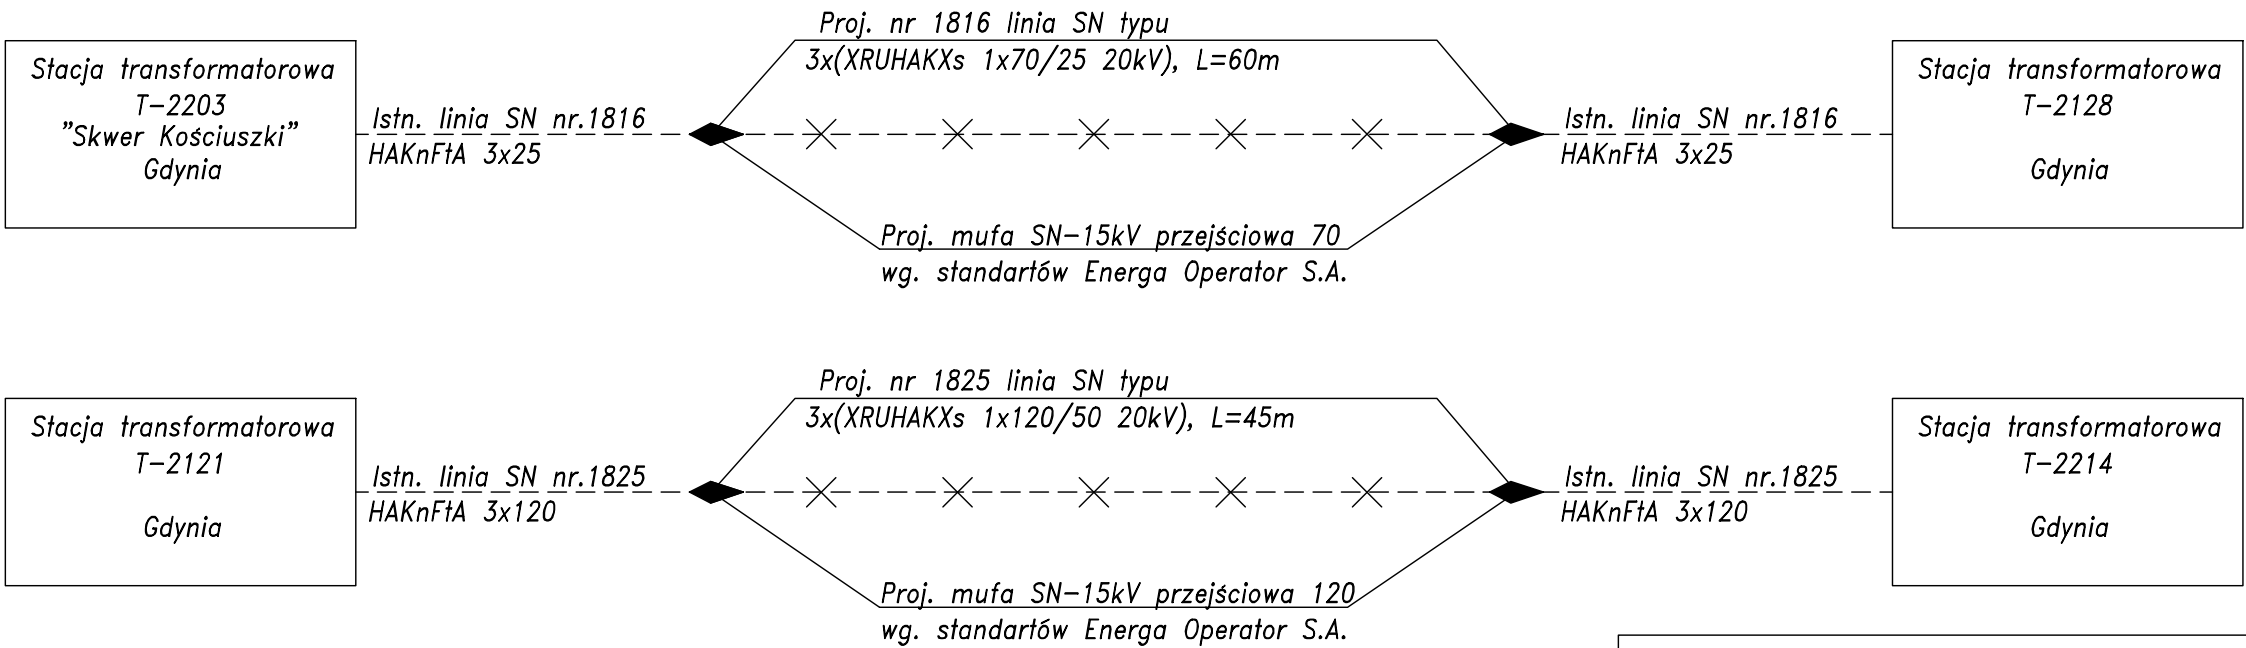 Stacja transformatorowa
T-2203
"Skwer Kościuszki"
Gdynia
Istn. linia SN nr.1816
HAKnFtA 3x25
Proj. nr 1816 linia SN typu
3x(XRUHAKXs 1x70/25 20kV), L=60m
Proj. mufa SN-15kV przejściowa 70
wg. standartów Energa Operator S.A.
Istn. linia SN nr.1816
HAKnFtA 3x25
Stacja transformatorowa
T-2128
Gdynia
Stacja transformatorowa
T-2121
Gdynia
Istn. linia SN nr.1825
HAKnFtA 3x120
Proj. nr 1825 linia SN typu
3x(XRUHAKXs 1x120/50 20kV), L=45m
Proj. mufa SN-15kV przejściowa 120
wg. standartów Energa Operator S.A.
Istn. linia SN nr.1825
HAKnFtA 3x120
Stacja transformatorowa
T-2214
Gdynia